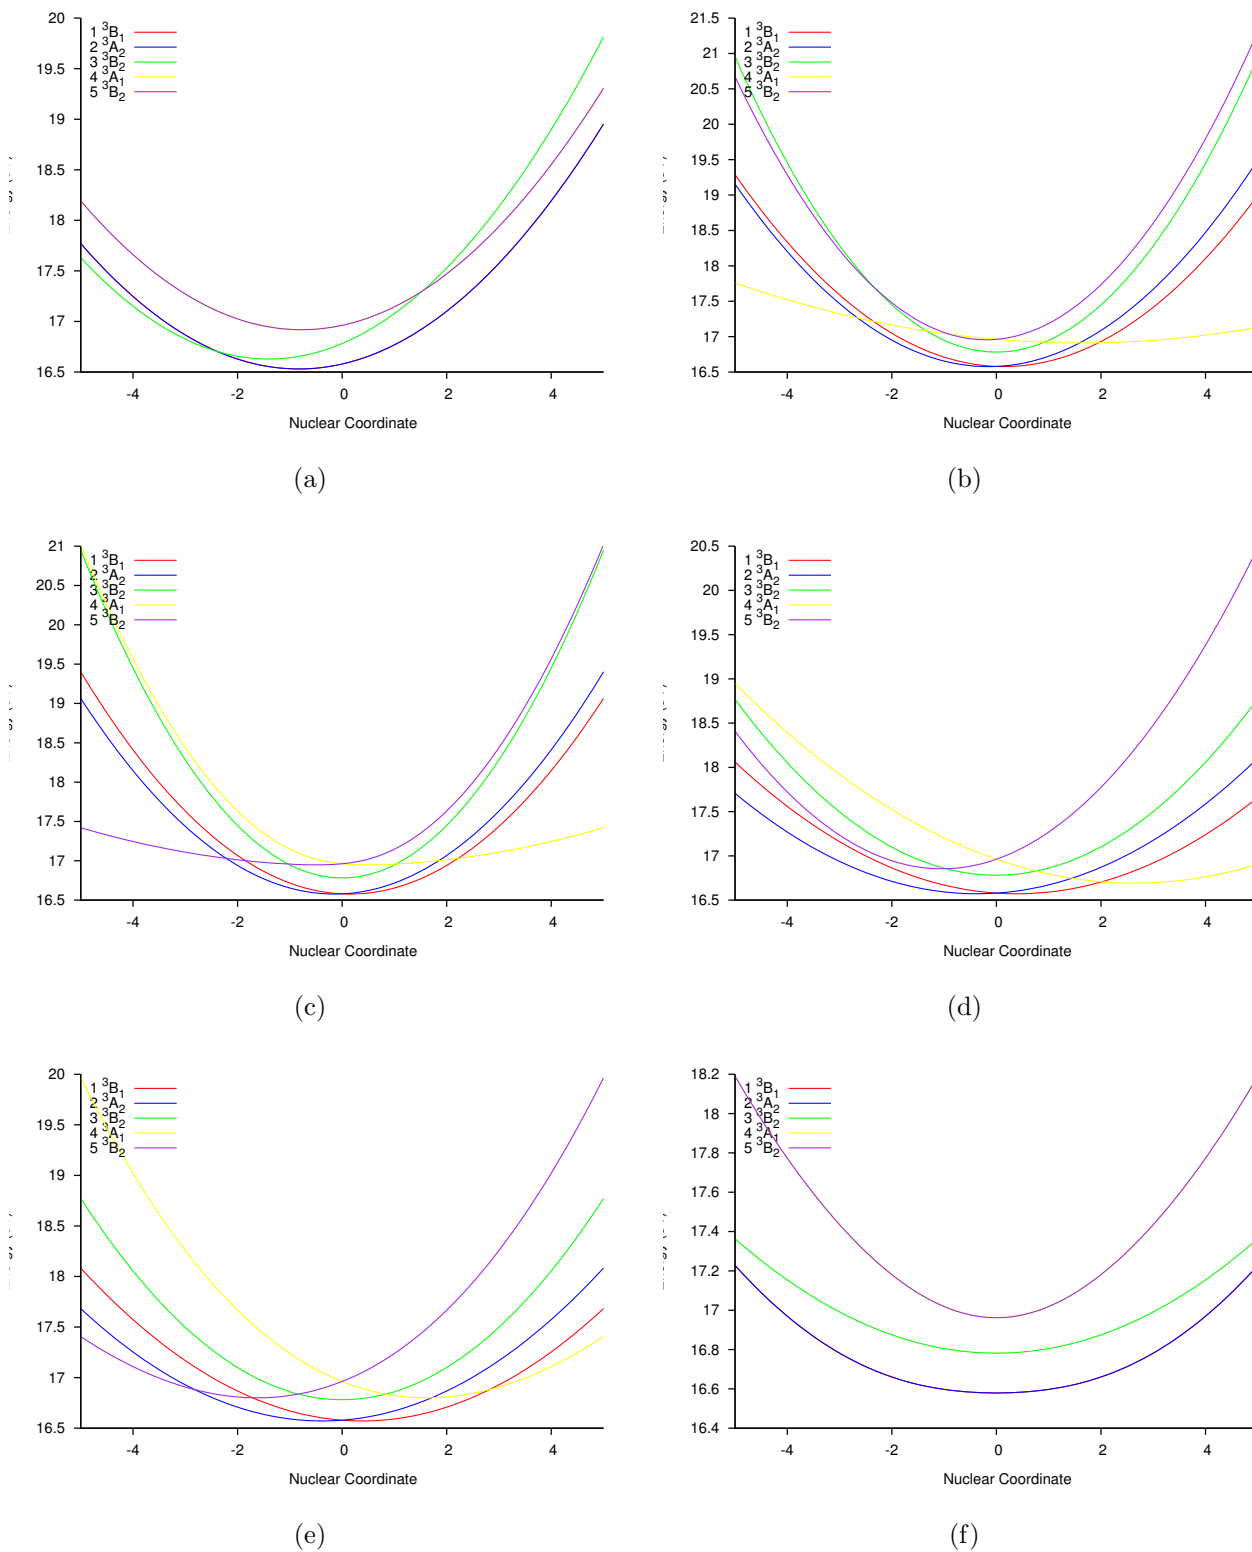 20
19.5
19
18.5
18
17.5
17
16.5
1 ³B₁
2 ³A₂
3 ³B₂
4 ³A₁
5 ³B₂
-4 -2 0 2 4
Nuclear Coordinate
(a)
21.5
21
20.5
20
19.5
19
18.5
18
17.5
17
16.5
1 ³B₁
2 ³A₂
3 ³B₂
4 ³A₁
5 ³B₂
-4 -2 0 2 4
Nuclear Coordinate
(b)
21
20.5
20
19.5
19
18.5
18
17.5
17
16.5
1 ³B₁
2 ³A₂
3 ³B₂
4 ³A₁
5 ³B₂
-4 -2 0 2 4
Nuclear Coordinate
(c)
20.5
20
19.5
19
18.5
18
17.5
17
16.5
1 ³B₁
2 ³A₂
3 ³B₂
4 ³A₁
5 ³B₂
-4 -2 0 2 4
Nuclear Coordinate
(d)
20
19.5
19
18.5
18
17.5
17
16.5
1 ³B₁
2 ³A₂
3 ³B₂
4 ³A₁
5 ³B₂
-4 -2 0 2 4
Nuclear Coordinate
(e)
18.2
18
17.8
17.6
17.4
17.2
17
16.8
16.6
16.4
1 ³B₁
2 ³A₂
3 ³B₂
4 ³A₁
5 ³B₂
-4 -2 0 2 4
Nuclear Coordinate
(f)